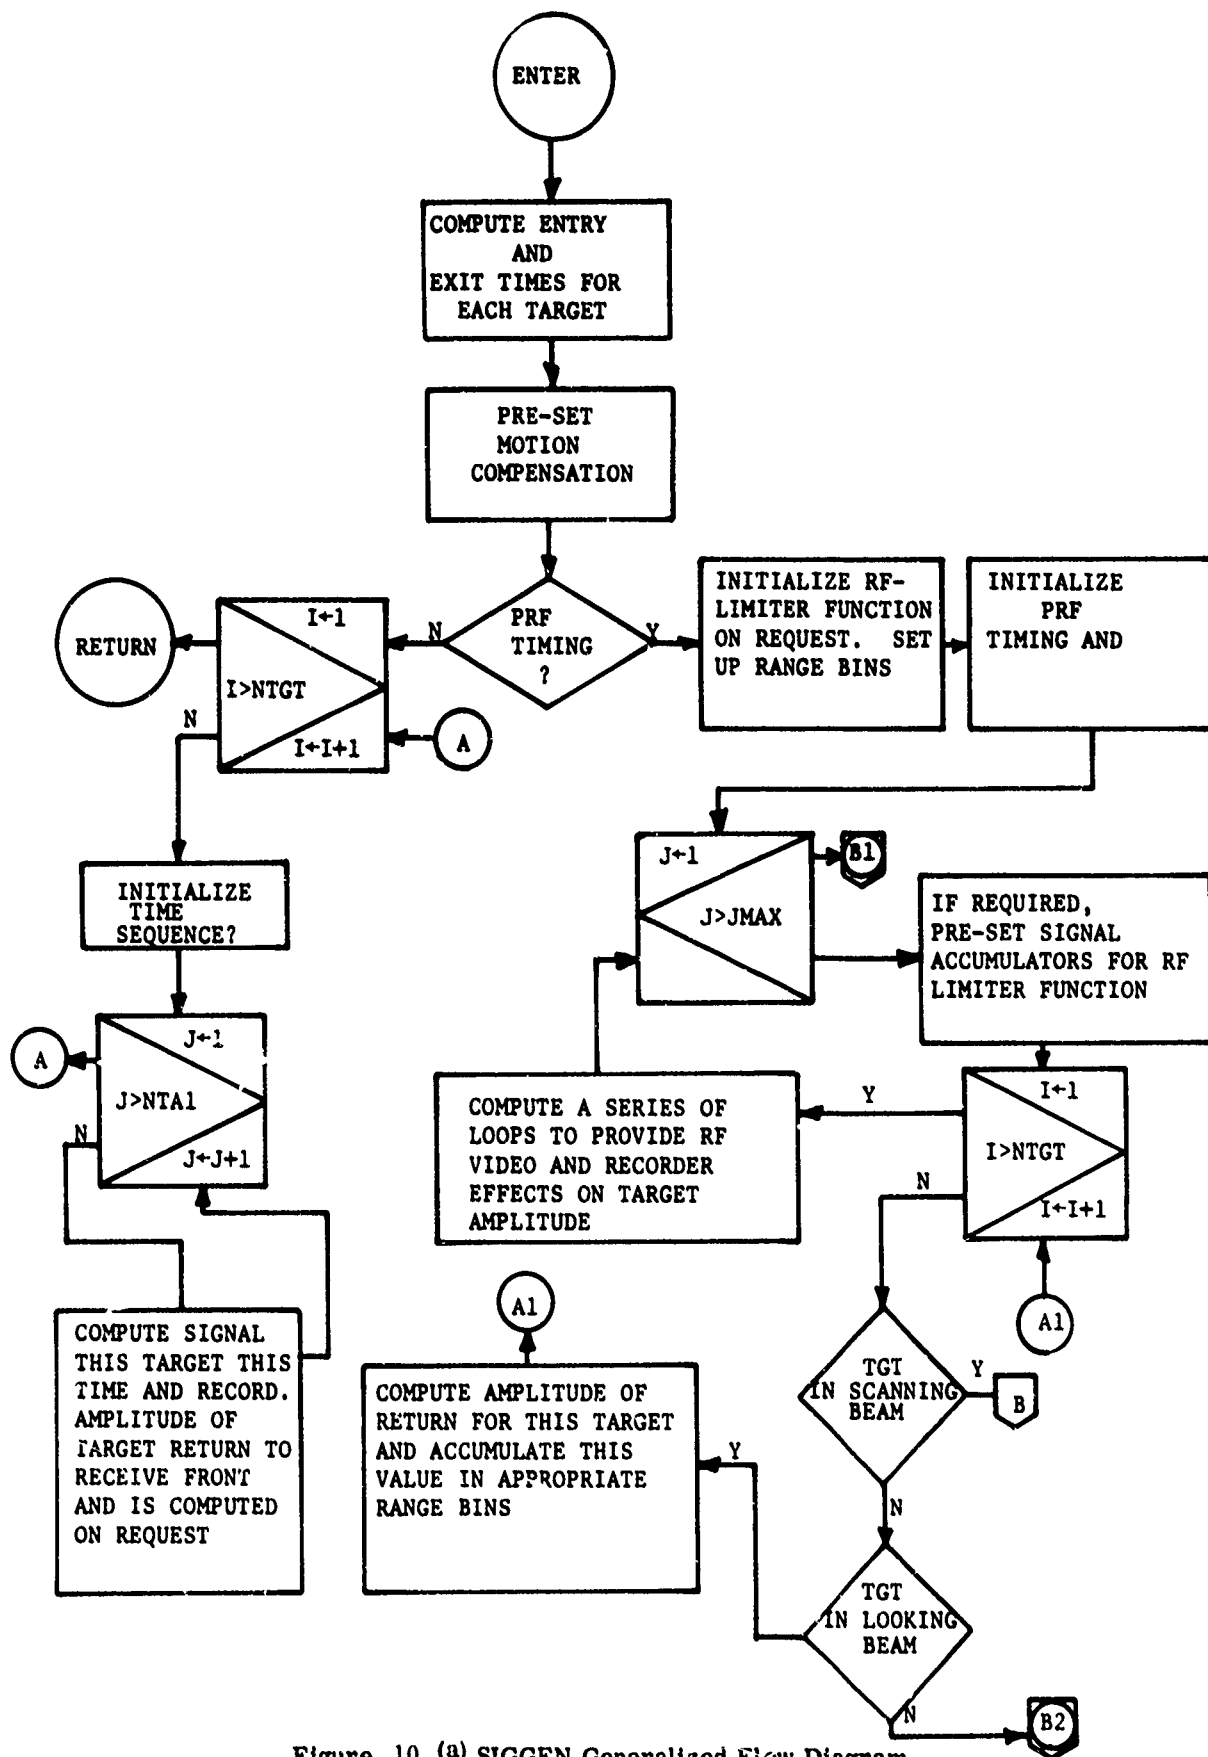 ENTER
COMPUTE ENTRY
AND
EXIT TIMES FOR
EACH TARGET
PRE-SET
MOTION
COMPENSATION
PRF
TIMING
?
N
Y
INITIALIZE RF-
LIMITER FUNCTION
ON REQUEST. SET
UP RANGE BINS
INITIALIZE
PRF
TIMING AND
RETURN
I←1
I>NTGT
I←I+1
N
A
INITIALIZE
TIME
SEQUENCE?
J←1
J>JMAX
B1
IF REQUIRED,
PRE-SET SIGNAL
ACCUMULATORS FOR RF
LIMITER FUNCTION
A
J←1
J>NTA1
J←J+1
N
COMPUTE A SERIES OF
LOOPS TO PROVIDE RF
VIDEO AND RECORDER
EFFECTS ON TARGET
AMPLITUDE
Y
I←1
I>NTGT
I←I+1
N
A1
A1
COMPUTE SIGNAL
THIS TARGET THIS
TIME AND RECORD.
AMPLITUDE OF
TARGET RETURN TO
RECEIVE FRONT
AND IS COMPUTED
ON REQUEST
COMPUTE AMPLITUDE OF
RETURN FOR THIS TARGET
AND ACCUMULATE THIS
VALUE IN APPROPRIATE
RANGE BINS
TGT
IN SCANNING
BEAM
Y
B
N
Y
TGT
IN LOOKING
BEAM
N
B2
Figure 10 (a) SIGGEN Generalized Flow Diagram